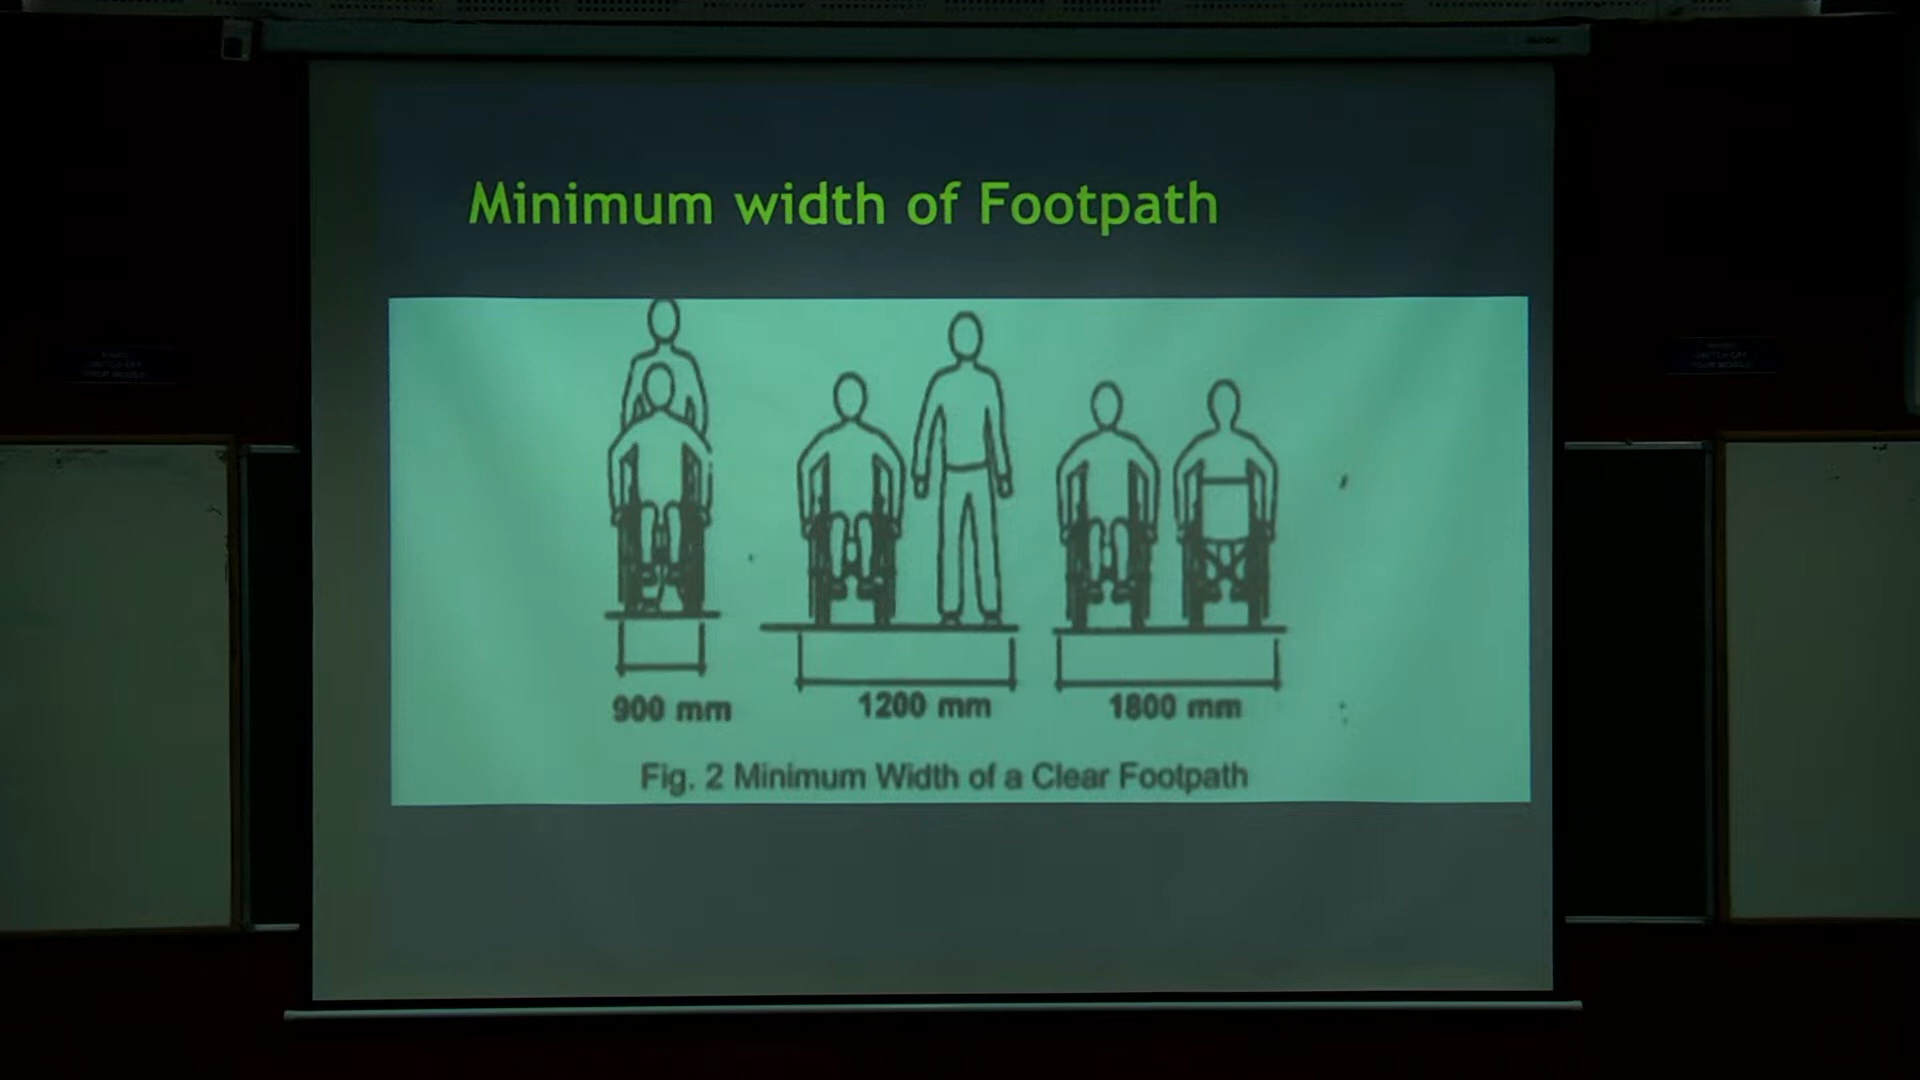 Minimum width of Footpath
900 mm
1200 mm
1800 mm
Fig. 2 Minimum Width of a Clear Footpath